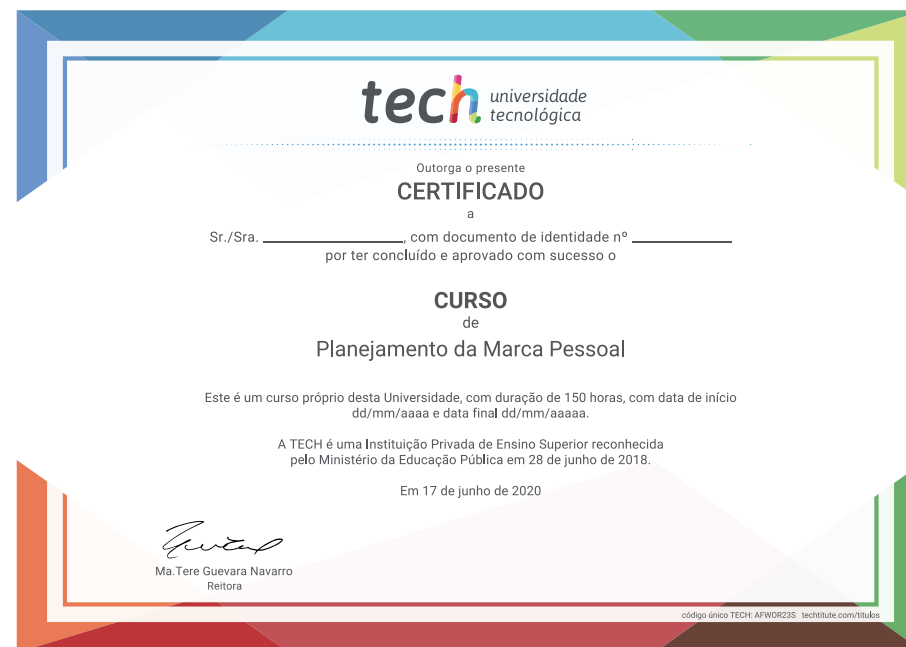 tech universidade
tecnológica
Outorga o presente
CERTIFICADO
a
Sr./Sra. ____________________, com documento de identidade nº ______________
por ter concluído e aprovado com sucesso o
CURSO
de
Planejamento da Marca Pessoal
Este é um curso próprio desta Universidade, com duração de 150 horas, com data de início
dd/mm/aaaa e data final dd/mm/aaaaa.
A TECH é uma Instituição Privada de Ensino Superior reconhecida
pelo Ministério da Educação Pública em 28 de junho de 2018.
Em 17 de junho de 2020
Ma.Tere Guevara Navarro
Reitora
código único TECH: AFWOR23S techtitute.com/titulos